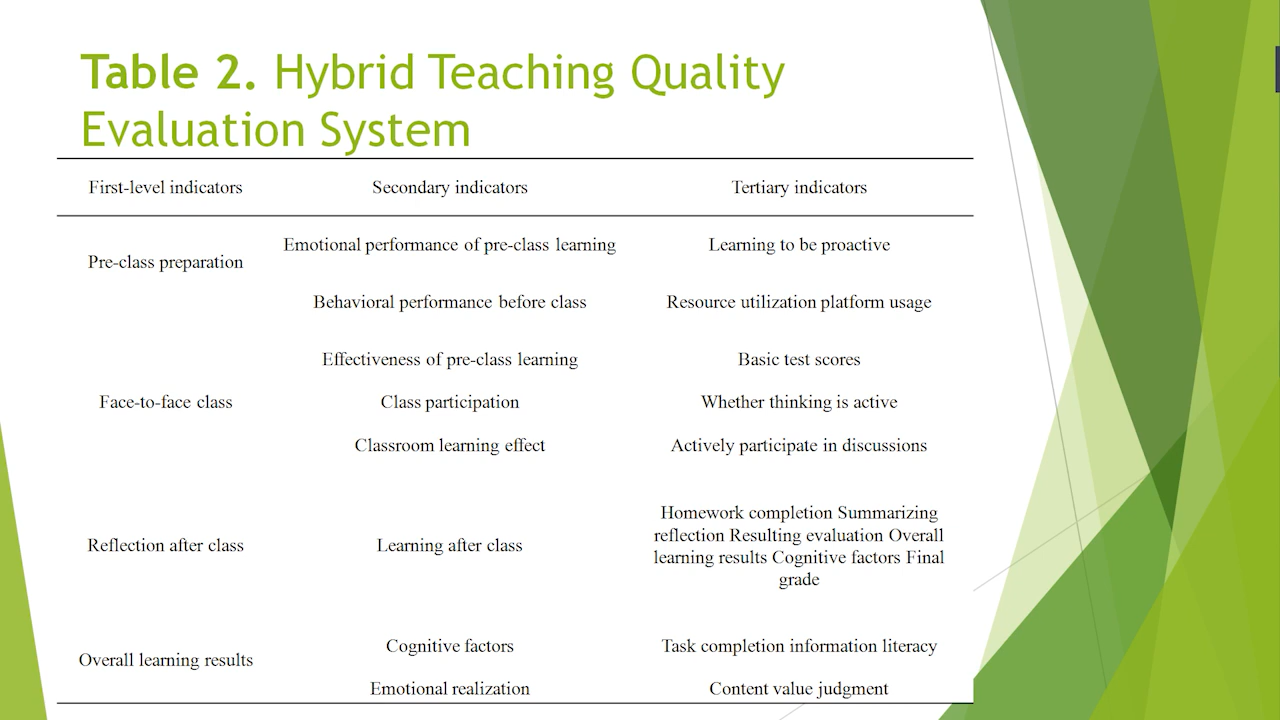 Table 2. Hybrid Teaching Quality
Evaluation System
First-level indicators Secondary indicators Tertiary indicators
Pre-class preparation Emotional performance of pre-class learning Learning to be proactive
Behavioral performance before class Resource utilization platform usage
Effectiveness of pre-class learning Basic test scores
Face-to-face class Class participation Whether thinking is active
Classroom learning effect Actively participate in discussions
Reflection after class Learning after class Homework completion Summarizing
reflection Resulting evaluation Overall
learning results Cognitive factors Final
grade
Overall learning results Cognitive factors Task completion information literacy
Emotional realization Content value judgment